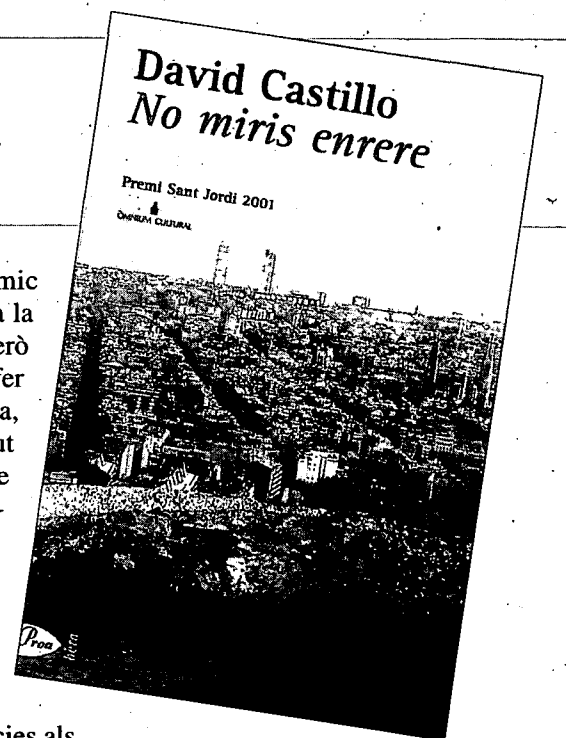 David Castillo
No miris enrere
Premi Sant Jordi 2001
ÒMNIUM CULTURAL
mic
a la
erò
fer
a,
ut
e
-
Proa
beta
cies als